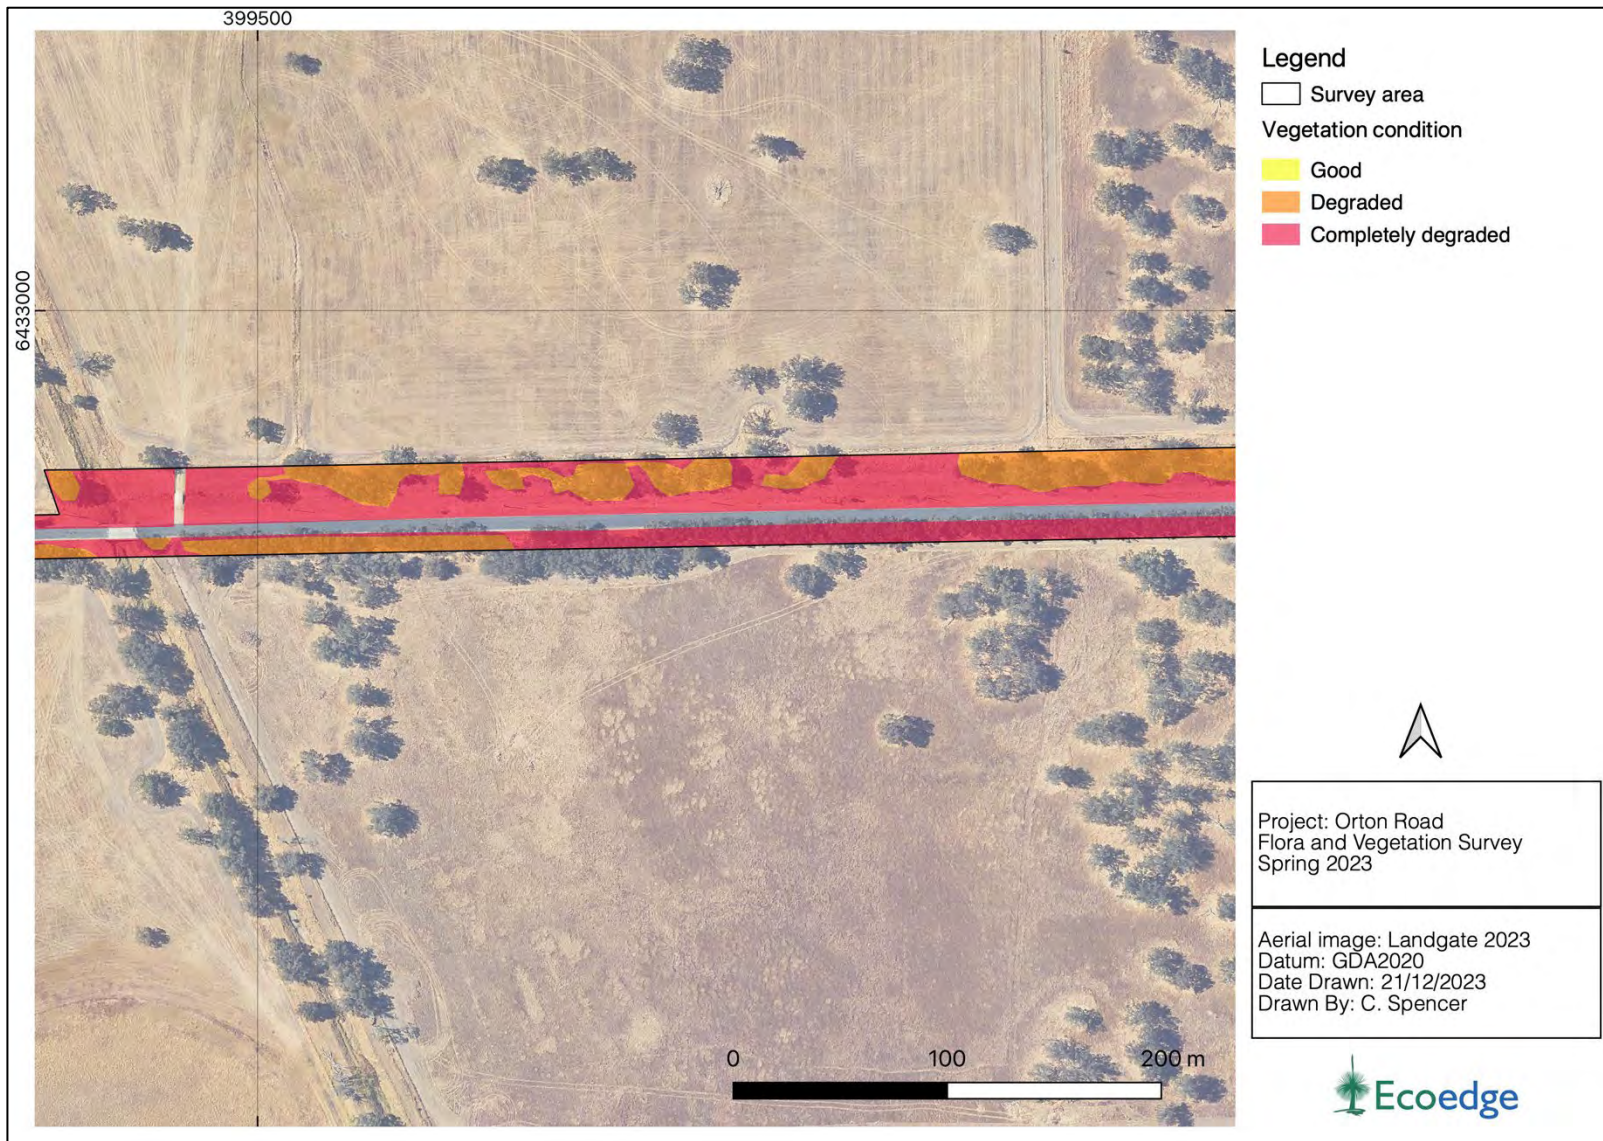 399500
6433000
Legend
Survey area
Vegetation condition
Good
Degraded
Completely degraded
Project: Orton Road
Flora and Vegetation Survey
Spring 2023
Aerial image: Landgate 2023
Datum: GDA2020
Date Drawn: 21/12/2023
Drawn By: C. Spencer
0 100 200 m
Ecoedge